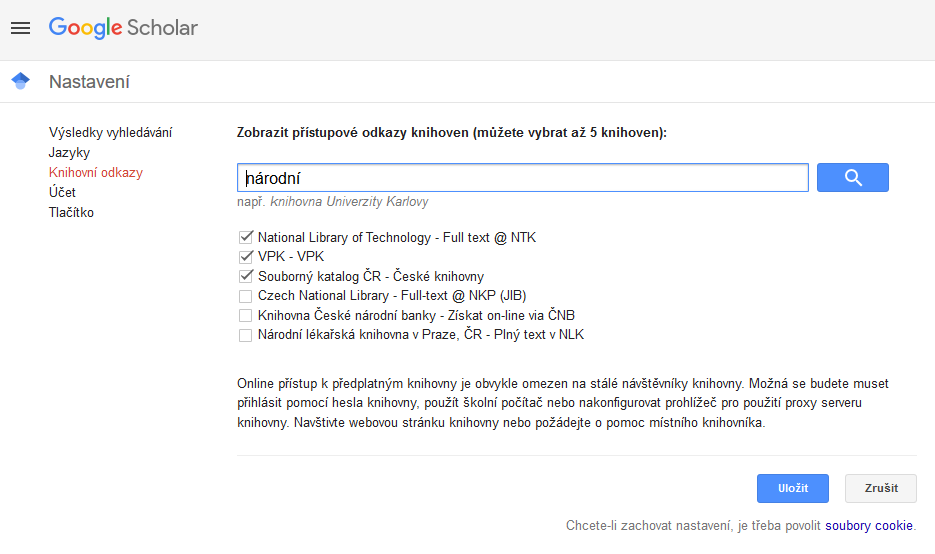 Google Scholar
Nastavení
Výsledky vyhledávání
Jazyky
Knihovní odkazy
Účet
Tlačítko
Zobrazit přístupové odkazy knihoven (můžete vybrat až 5 knihoven):
národní
např. knihovna Univerzity Karlovy
National Library of Technology - Full text @ NTK
VPK - VPK
Souborný katalog ČR - České knihovny
Czech National Library - Full-text @ NKP (JIB)
Knihovna České národní banky - Získat on-line via ČNB
Národní lékařská knihovna v Praze, ČR - Plný text v NLK
Online přístup k předplatným knihovny je obvykle omezen na stálé návštěvníky knihovny. Možná se budete muset
přihlásit pomocí hesla knihovny, použít školní počítač nebo nakonfigurovat prohlížeč pro použití proxy serveru
knihovny. Navštivte webovou stránku knihovny nebo požádejte o pomoc místního knihovníka.
Uložit
Zrušit
Chcete-li zachovat nastavení, je třeba povolit soubory cookie.